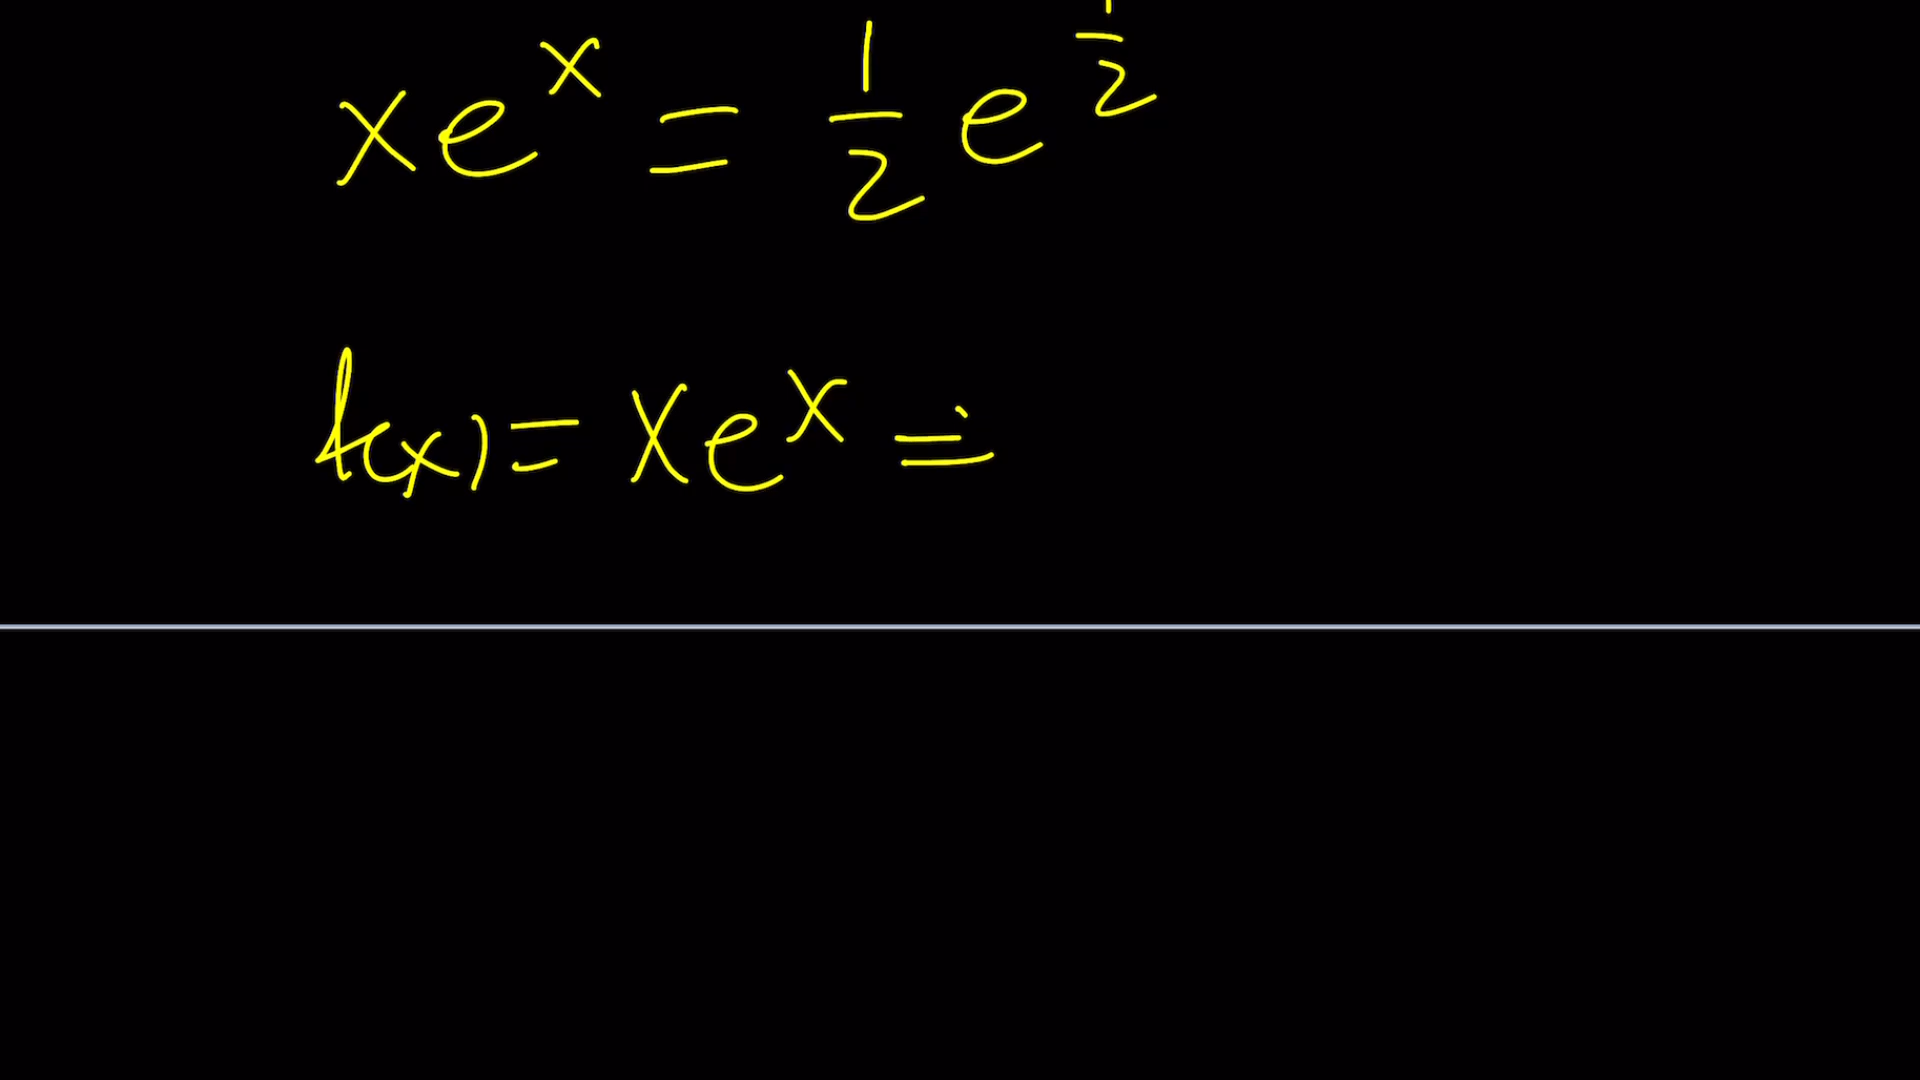 xe^x = 1/2 e^(1/2)
f(x) = xe^x =